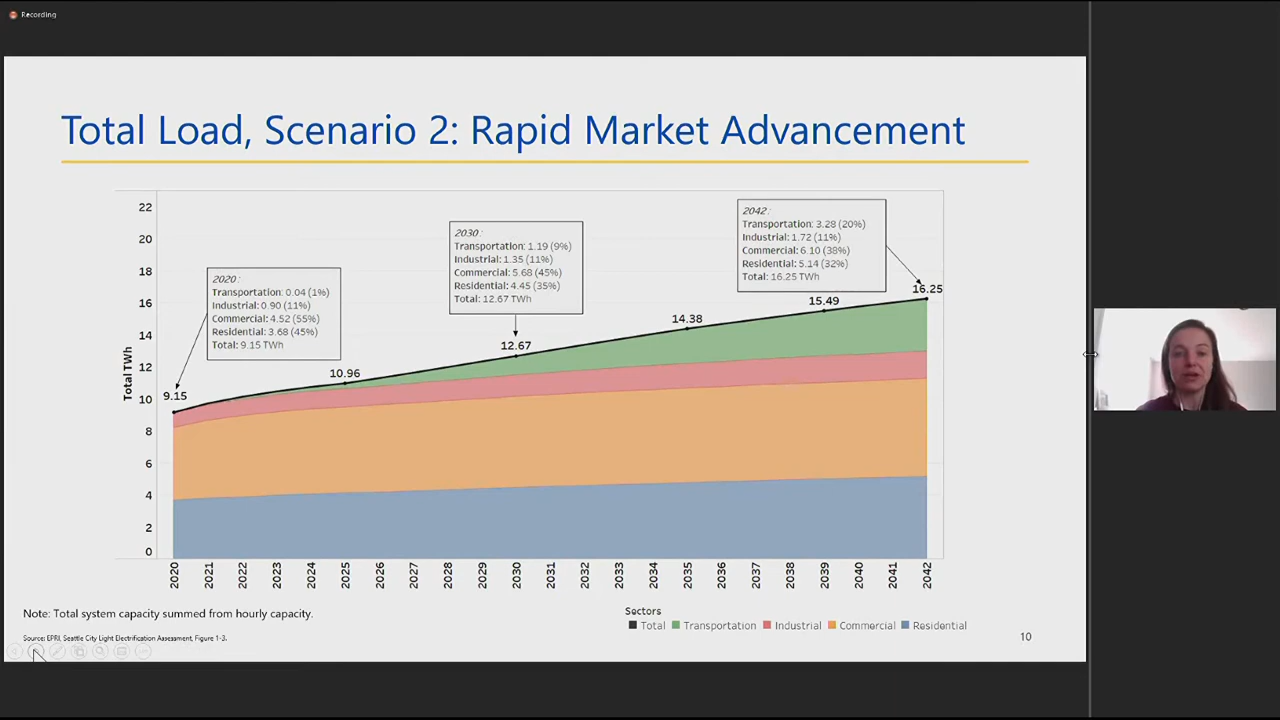 Recording
Total Load, Scenario 2: Rapid Market Advancement
22
20
18
16
14
12
10
8
6
4
2
0
Total TWh
2020:
Transportation: 0.04 (1%)
Industrial: 0.90 (11%)
Commercial: 4.52 (55%)
Residential: 3.68 (45%)
Total: 9.15 TWh
2030:
Transportation: 1.19 (9%)
Industrial: 1.35 (11%)
Commercial: 5.68 (45%)
Residential: 4.45 (35%)
Total: 12.67 TWh
2042:
Transportation: 3.28 (20%)
Industrial: 1.72 (11%)
Commercial: 6.10 (38%)
Residential: 5.14 (32%)
Total: 16.25 TWh
9.15
10.96
12.67
14.38
15.49
16.25
2020 2021 2022 2023 2024 2025 2026 2027 2028 2029 2030 2031 2032 2033 2034 2035 2036 2037 2038 2039 2040 2041 2042
Note: Total system capacity summed from hourly capacity.
Sectors
Total Transportation Industrial Commercial Residential
Source: EPRI, Seattle City Light Electrification Assessment, Figure 1-3.
10